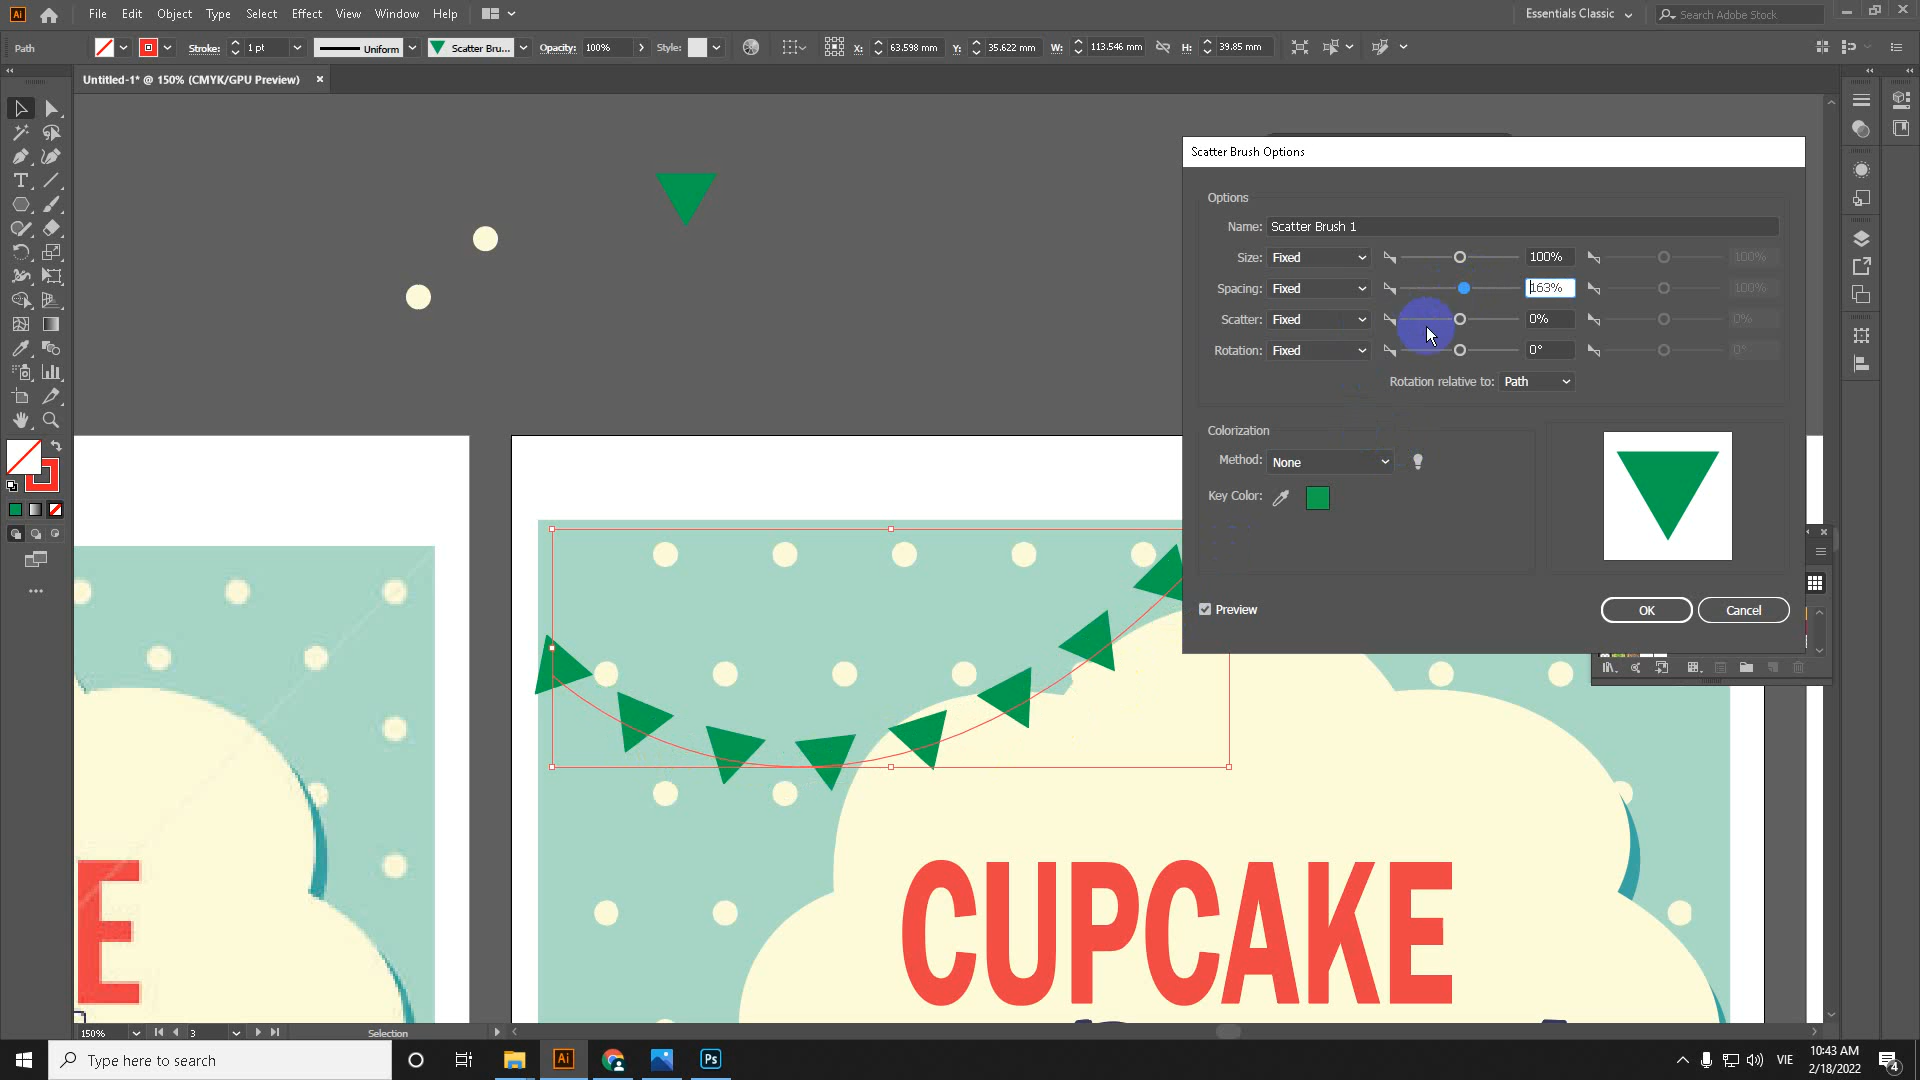 Ai File Edit Object Type Select Effect View Window Help Essentials Classic Search Adobe Stock
Path Stroke: 1 pt Uniform Scatter Bru... Opacity: 100% Style: X: 63.598 mm Y: 35.622 mm W: 113.546 mm H: 39.85 mm
Untitled-1* @ 150% (CMYK/GPU Preview)
Scatter Brush Options
Options
Name: Scatter Brush 1
Size: Fixed 100% 100%
Spacing: Fixed 163% 100%
Scatter: Fixed 0% 0%
Rotation: Fixed 0° 0°
Rotation relative to: Path
Colorization
Method: None
Key Color:
Preview OK Cancel
E
CUPCAKE
150% 3 Selection
Type here to search Ai Ps VIE 10:43 AM
2/18/2022 4